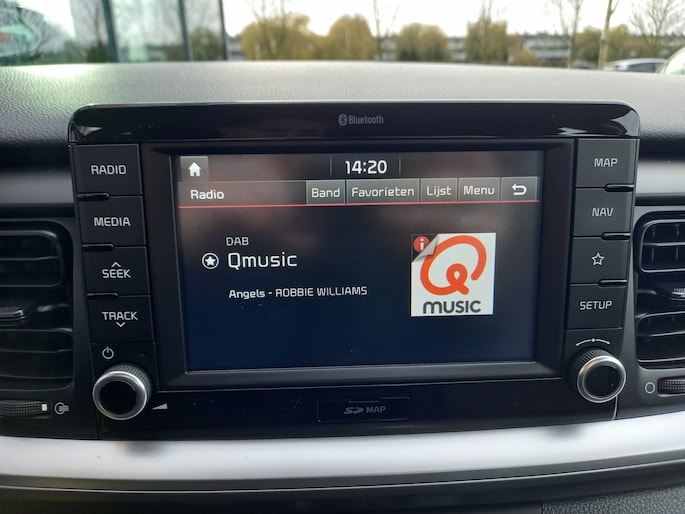 Bluetooth
RADIO
MEDIA
SEEK
TRACK
14:20
Radio
Band
Favorieten
Lijst
Menu
DAB
Qmusic
Angels - ROBBIE WILLIAMS
i
Q
MUSIC
MAP
NAV
SETUP
SD MAP